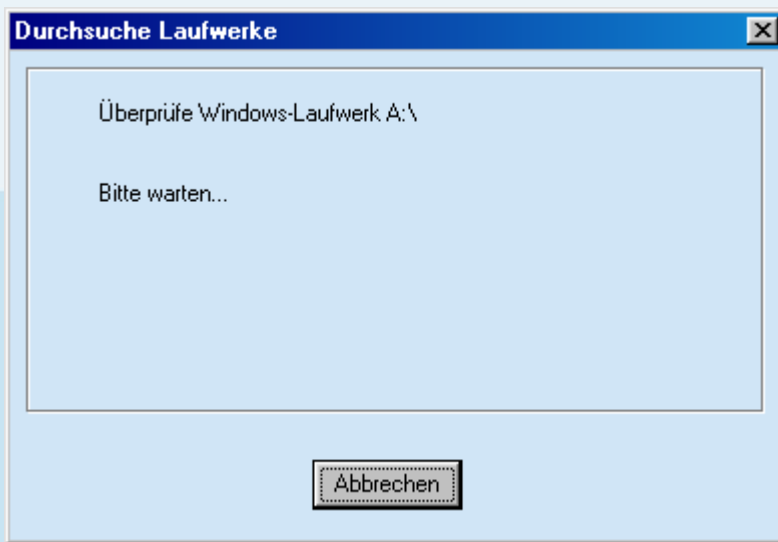 Durchsuche Laufwerke
Überprüfe Windows-Laufwerk A:\
Bitte warten...
Abbrechen